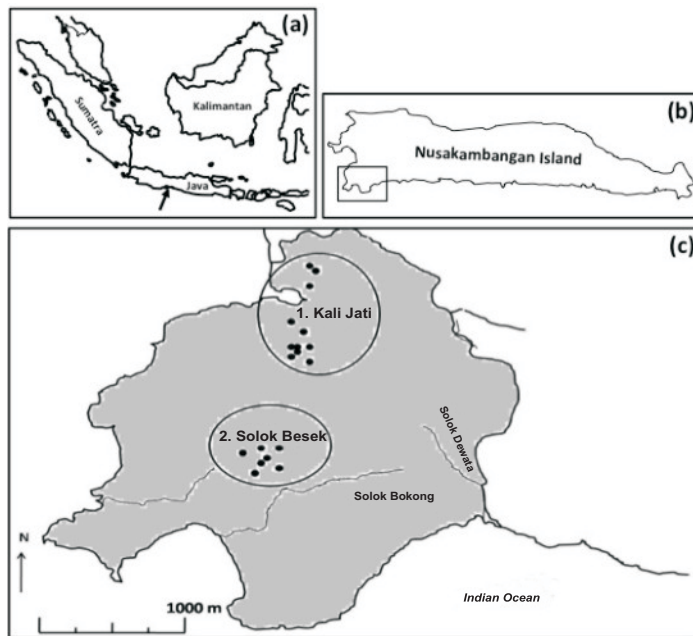 (a)
Sumatra
Kalimantan
Java
(b)
Nusakambangan Island
(c)
1. Kali Jati
2. Solok Besek
Solok Dewata
Solok Bokong
N
1000 m
Indian Ocean